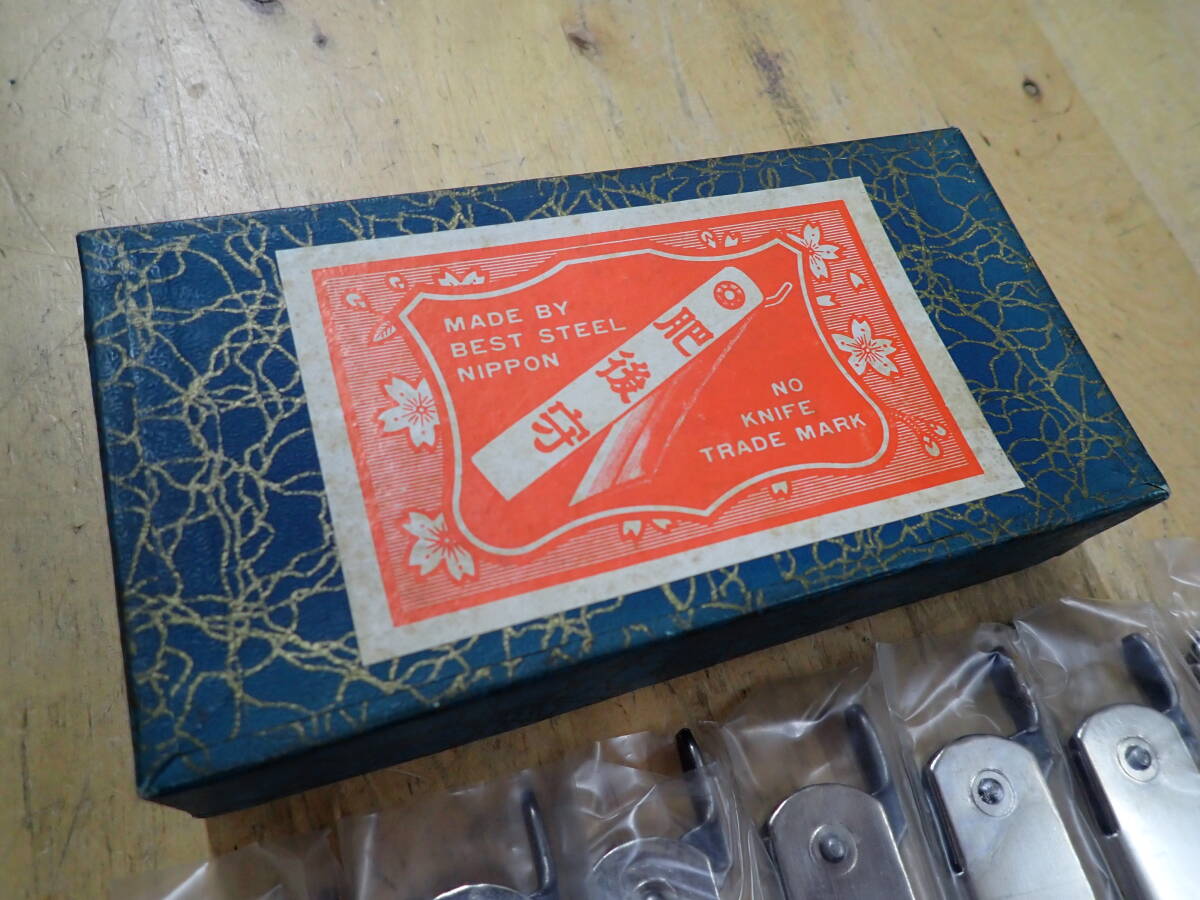 MADE BY
BEST STEEL
NIPPON
肥後守
NO
KNIFE
TRADE MARK